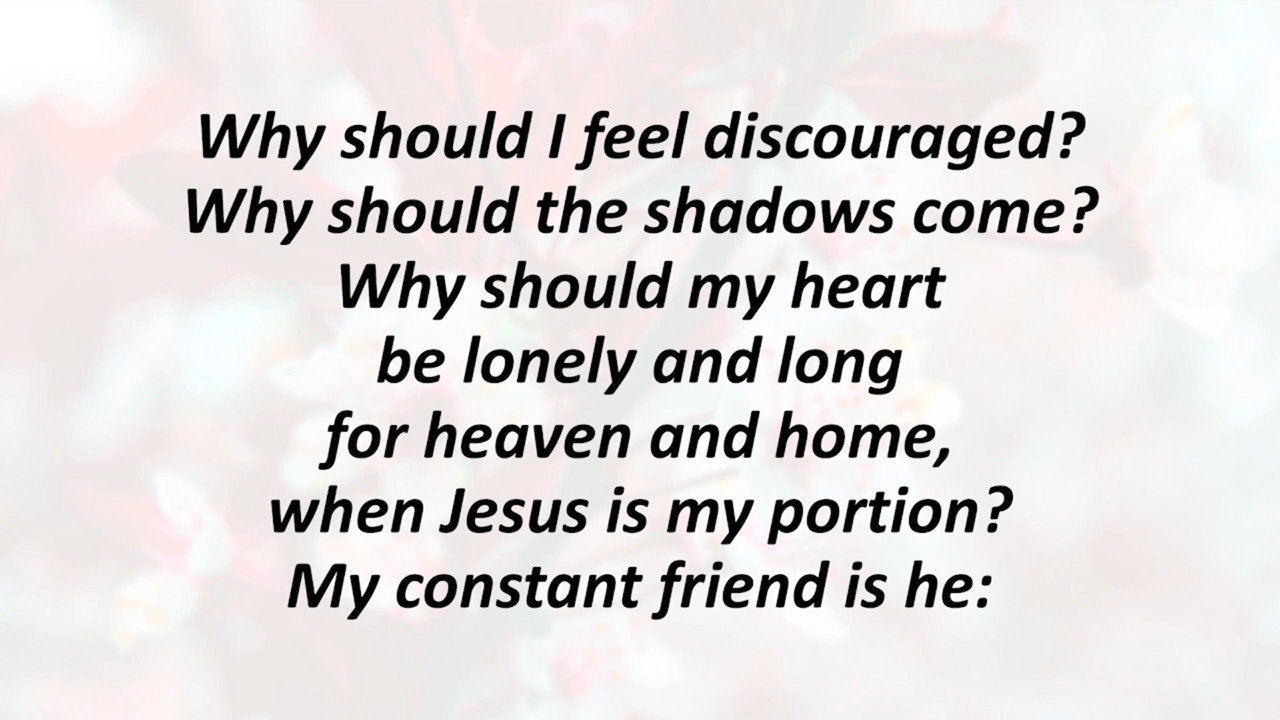 Why should I feel discouraged?
Why should the shadows come?
Why should my heart
be lonely and long
for heaven and home,
when Jesus is my portion?
My constant friend is he: